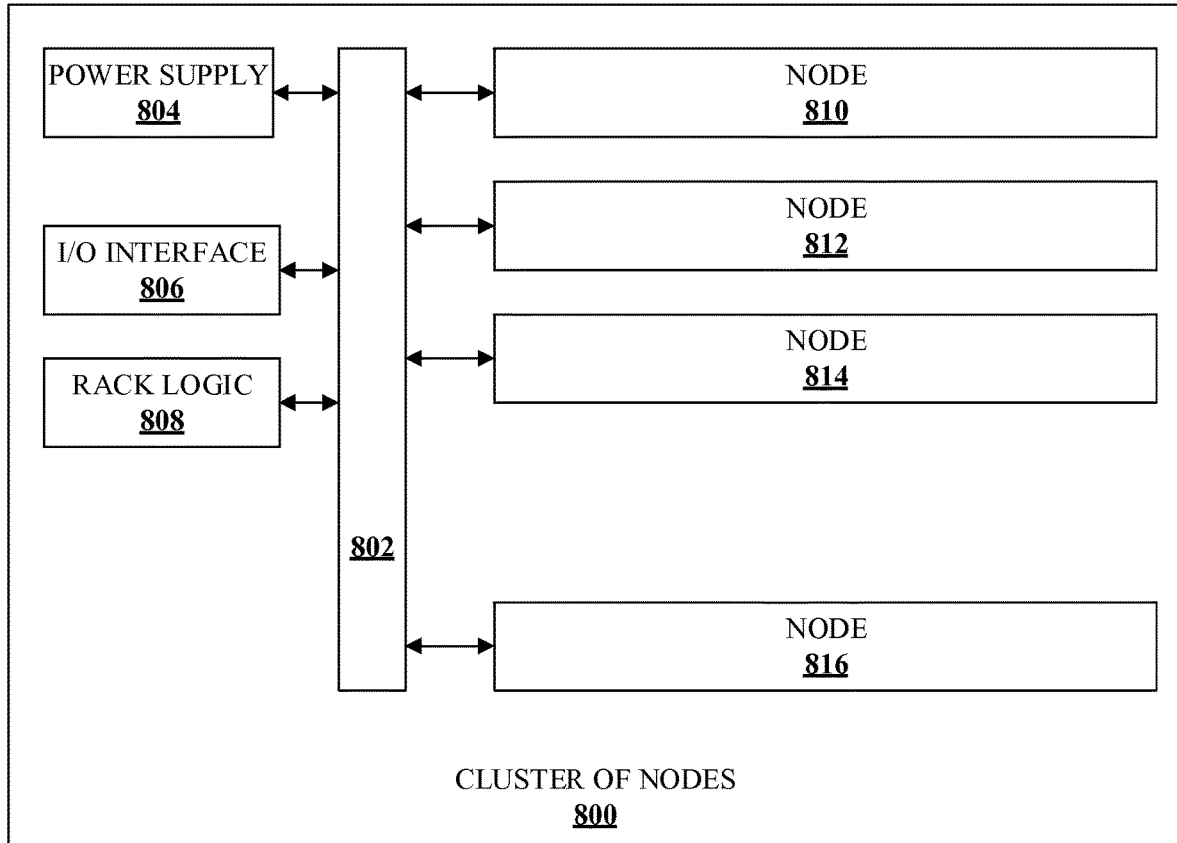 POWER SUPPLY
804
I/O INTERFACE
806
RACK LOGIC
808
802
NODE
810
NODE
812
NODE
814
NODE
816
CLUSTER OF NODES
800